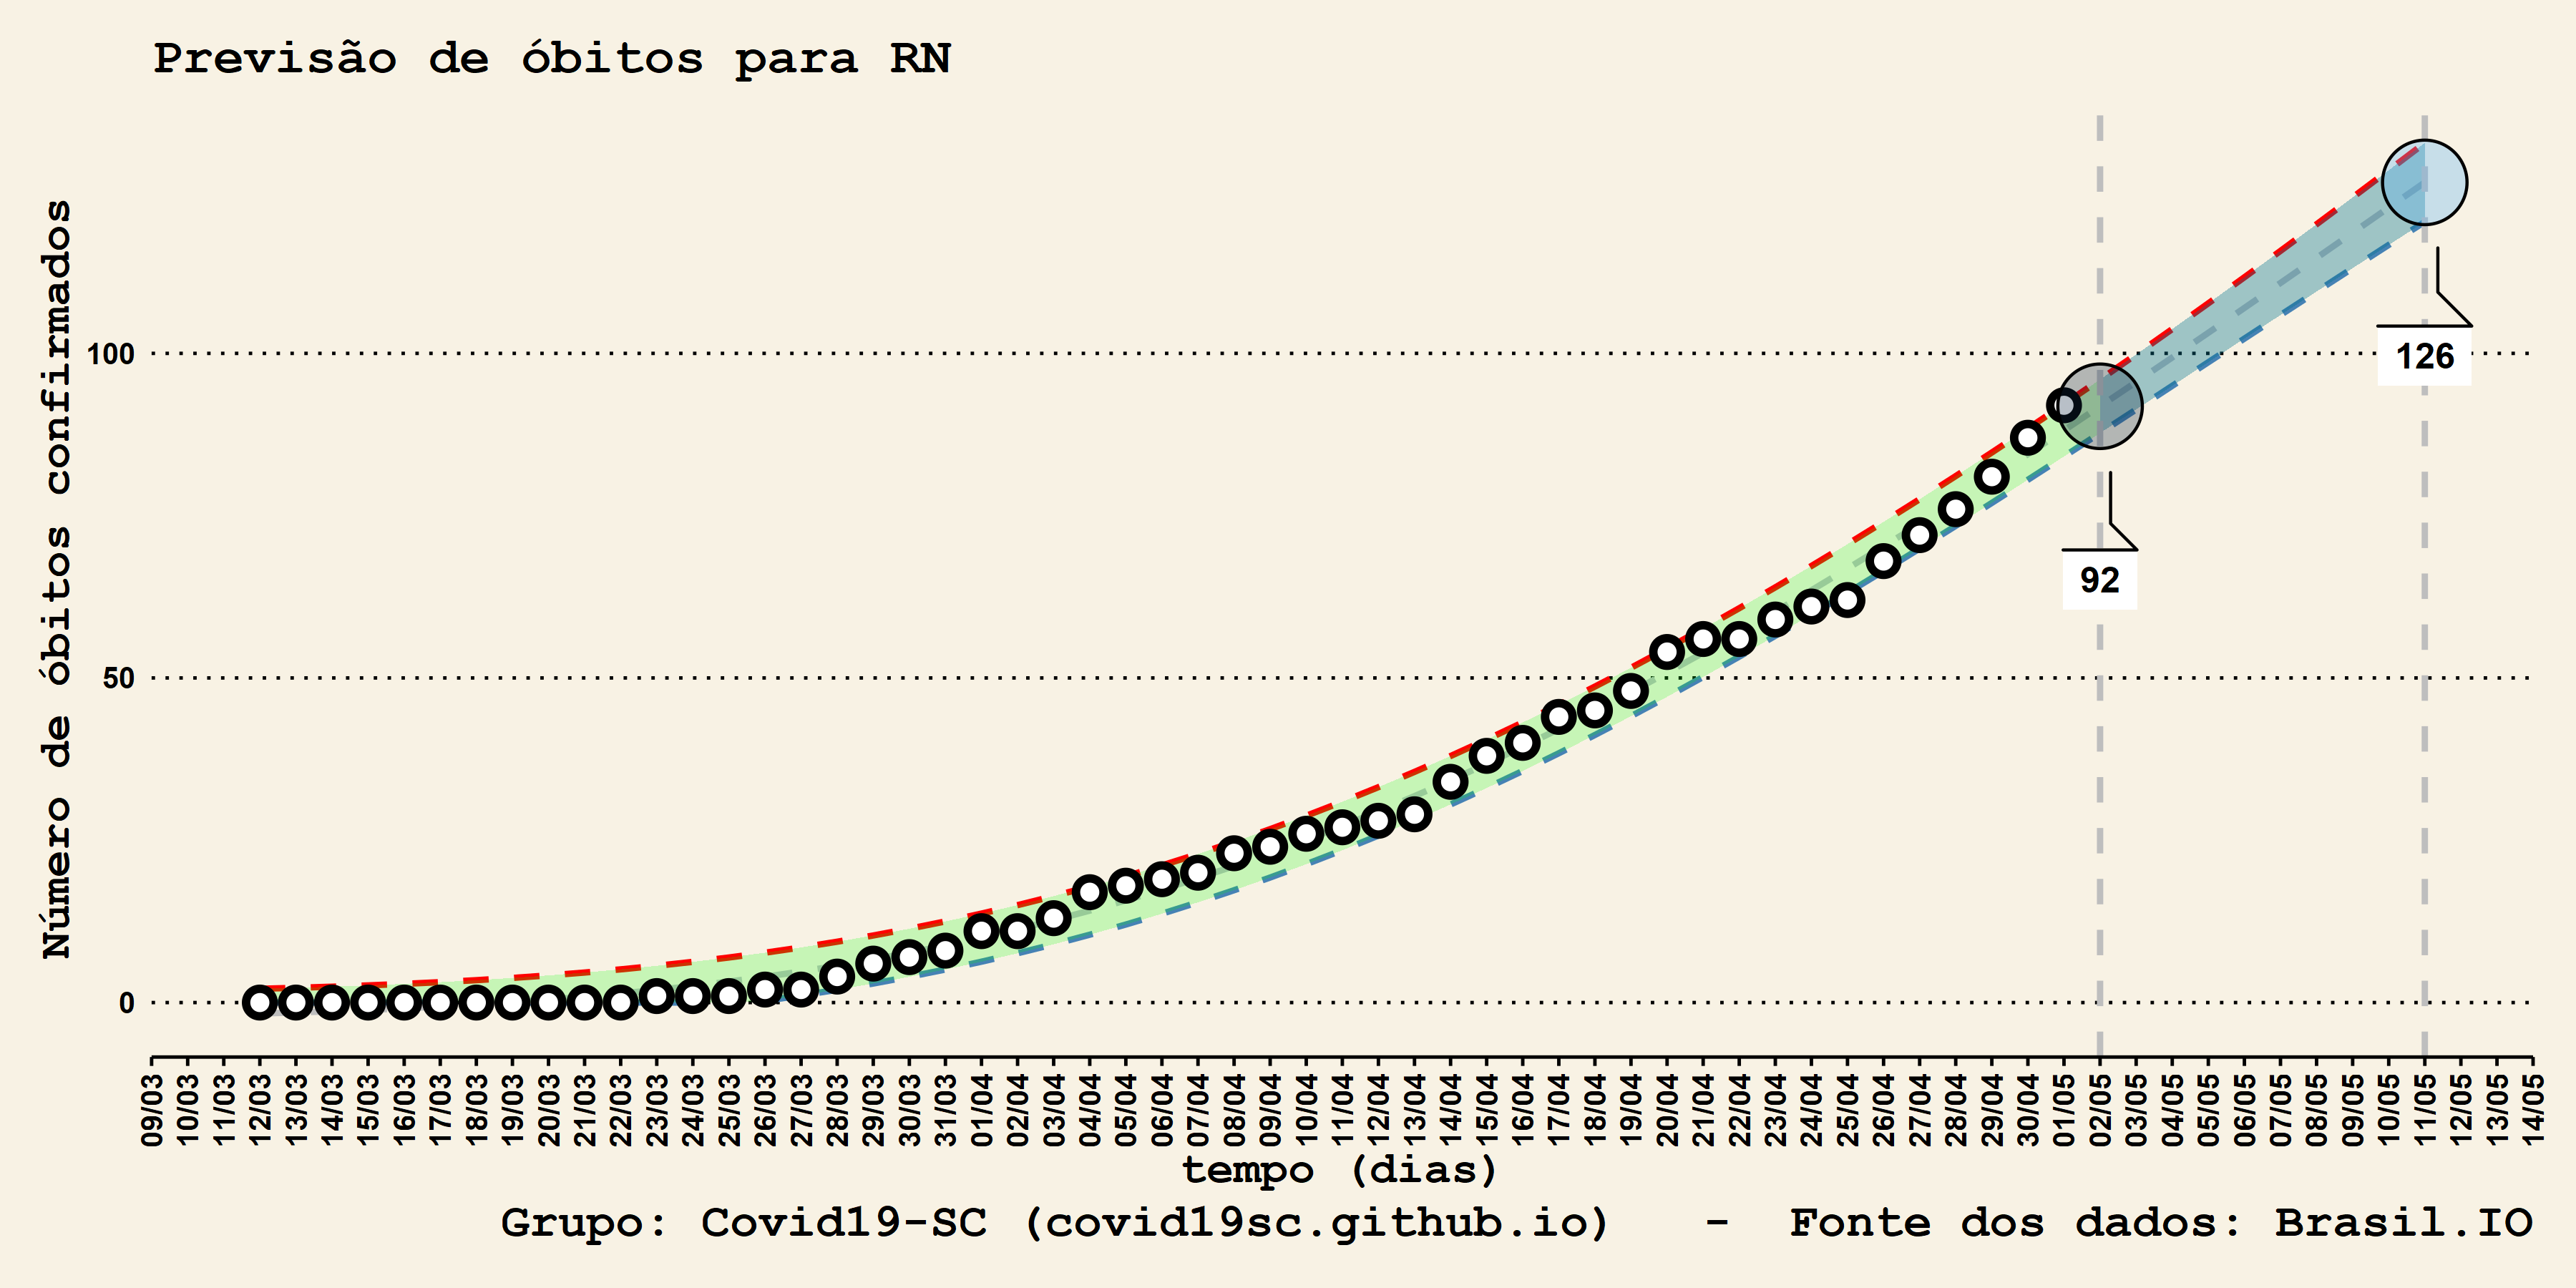 Previsão de óbitos para RN
Número de óbitos confirmados
100
50
0
126
92
09/03 10/03 11/03 12/03 13/03 14/03 15/03 16/03 17/03 18/03 19/03 20/03 21/03 22/03 23/03 24/03 25/03 26/03 27/03 28/03 29/03 30/03 31/03 01/04 02/04 03/04 04/04 05/04 06/04 07/04 08/04 09/04 10/04 11/04 12/04 13/04 14/04 15/04 16/04 17/04 18/04 19/04 20/04 21/04 22/04 23/04 24/04 25/04 26/04 27/04 28/04 29/04 30/04 01/05 02/05 03/05 04/05 05/05 06/05 07/05 08/05 09/05 10/05 11/05 12/05 13/05 14/05
tempo (dias)
Grupo: Covid19-SC (covid19sc.github.io) - Fonte dos dados: Brasil.IO